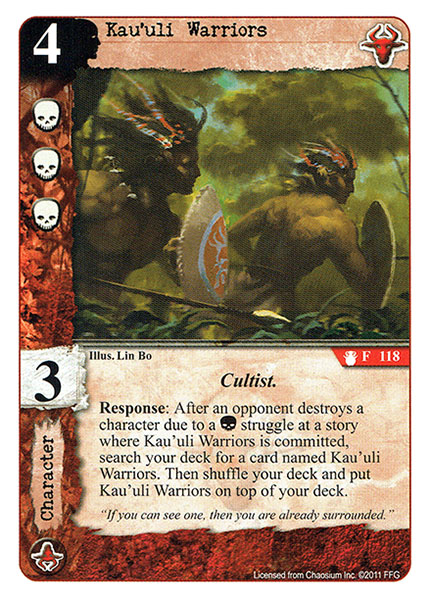 4
Kau'uli Warriors
Illus. Lin Bo
F 118
3
Character
Cultist.
Response: After an opponent destroys a
character due to a struggle at a story
where Kau'uli Warriors is committed,
search your deck for a card named Kau'uli
Warriors. Then shuffle your deck and put
Kau'uli Warriors on top of your deck.
"If you can see one, then you are already surrounded."
Licensed from Chaosium Inc. ©2011 FFG